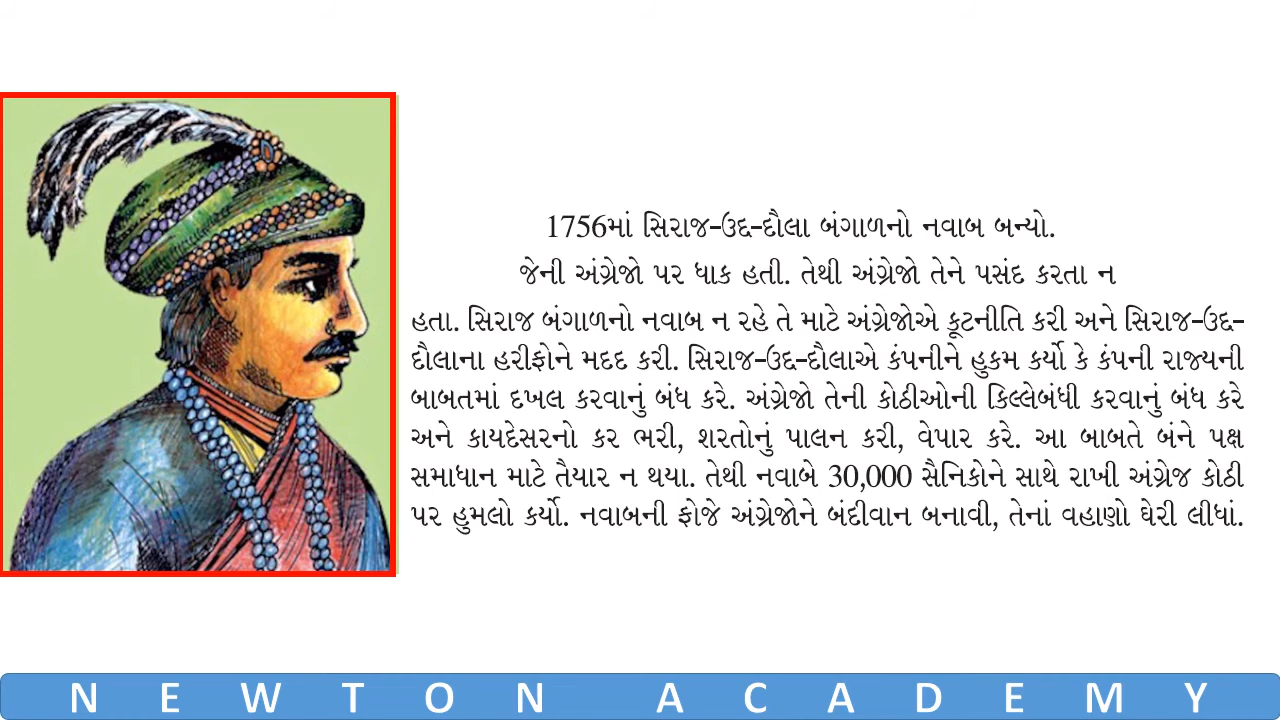 1756માં સિરાજ-ઉદ્દ-દૌલા બંગાળનો નવાબ બન્યો.
જેની અંગ્રેજો પર ધાક હતી. તેથી અંગ્રેજો તેને પસંદ કરતા ન
હતા. સિરાજ બંગાળનો નવાબ ન રહે તે માટે અંગ્રેજોએ કૂટનીતિ કરી અને સિરાજ-ઉદ્દ-
દૌલાના હરીફોને મદદ કરી. સિરાજ-ઉદ્દ-દૌલાએ કંપનીને હુકમ કર્યો કે કંપની રાજ્યની
બાબતમાં દખલ કરવાનું બંધ કરે. અંગ્રેજો તેની કોઠીઓની કિલ્લેબંધી કરવાનું બંધ કરે
અને કાયદેસરનો કર ભરી, શરતોનું પાલન કરી, વેપાર કરે. આ બાબતે બંને પક્ષ
સમાધાન માટે તૈયાર ન થયા. તેથી નવાબે 30,000 સૈનિકોને સાથે રાખી અંગ્રેજ કોઠી
પર હુમલો કર્યો. નવાબની ફોજે અંગ્રેજોને બંદીવાન બનાવી, તેનાં વહાણો ઘેરી લીધાં.
NEWTON ACADEMY